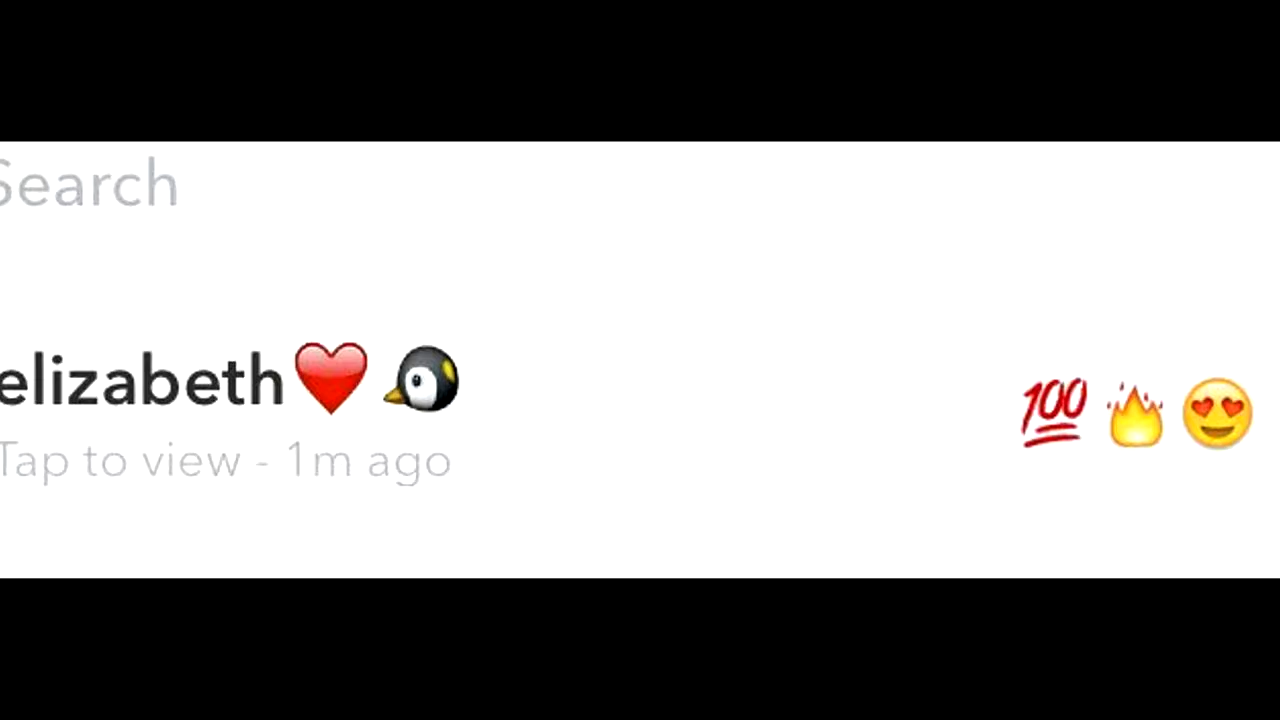 Search
elizabeth❤️🐧
💯🔥😍
Tap to view - 1m ago